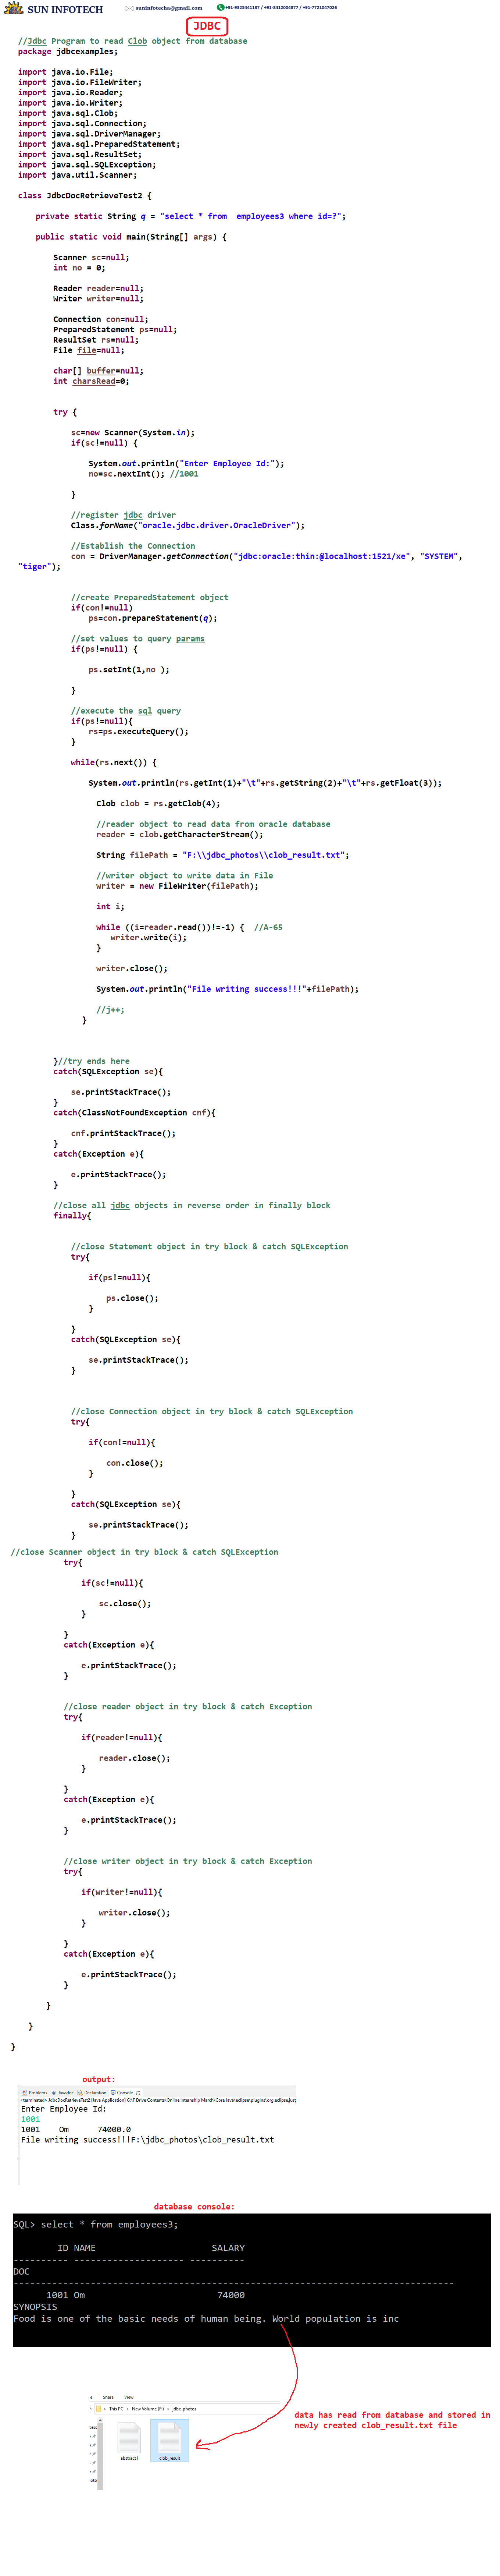 SUN INFOTECH
suninfotechs@gmail.com
+91-9325441137 / +91-8412006877 / +91-7721047026
JDBC
//Jdbc Program to read Clob object from database
package jdbcexamples;
import java.io.File;
import java.io.FileWriter;
import java.io.Reader;
import java.io.Writer;
import java.sql.Clob;
import java.sql.Connection;
import java.sql.DriverManager;
import java.sql.PreparedStatement;
import java.sql.ResultSet;
import java.sql.SQLException;
import java.util.Scanner;
class JdbcDocRetrieveTest2 {
private static String q = "select * from  employees3 where id=?";
public static void main(String[] args) {
Scanner sc=null;
int no = 0;
Reader reader=null;
Writer writer=null;
Connection con=null;
PreparedStatement ps=null;
ResultSet rs=null;
File file=null;
char[] buffer=null;
int charsRead=0;
try {
sc=new Scanner(System.in);
if(sc!=null) {
System.out.println("Enter Employee Id:");
no=sc.nextInt(); //1001
}
//register jdbc driver
Class.forName("oracle.jdbc.driver.OracleDriver");
//Establish the Connection
con = DriverManager.getConnection("jdbc:oracle:thin:@localhost:1521/xe", "SYSTEM",
"tiger");
//create PreparedStatement object
if(con!=null)
ps=con.prepareStatement(q);
//set values to query params
if(ps!=null) {
ps.setInt(1,no );
}
//execute the sql query
if(ps!=null){
rs=ps.executeQuery();
}
while(rs.next()) {
System.out.println(rs.getInt(1)+"\t"+rs.getString(2)+"\t"+rs.getFloat(3));
Clob clob = rs.getClob(4);
//reader object to read data from oracle database
reader = clob.getCharacterStream();
String filePath = "F:\\jdbc_photos\\clob_result.txt";
//writer object to write data in File
writer = new FileWriter(filePath);
int i;
while ((i=reader.read())!=-1) {  //A-65
writer.write(i);
}
writer.close();
System.out.println("File writing success!!!"+filePath);
//j++;
}
}//try ends here
catch(SQLException se){
se.printStackTrace();
}
catch(ClassNotFoundException cnf){
cnf.printStackTrace();
}
catch(Exception e){
e.printStackTrace();
}
//close all jdbc objects in reverse order in finally block
finally{
//close Statement object in try block & catch SQLException
try{
if(ps!=null){
ps.close();
}
}
catch(SQLException se){
se.printStackTrace();
}
//close Connection object in try block & catch SQLException
try{
if(con!=null){
con.close();
}
}
catch(SQLException se){
se.printStackTrace();
}
//close Scanner object in try block & catch SQLException
try{
if(sc!=null){
sc.close();
}
}
catch(Exception e){
e.printStackTrace();
}
//close reader object in try block & catch Exception
try{
if(reader!=null){
reader.close();
}
}
catch(Exception e){
e.printStackTrace();
}
//close writer object in try block & catch Exception
try{
if(writer!=null){
writer.close();
}
}
catch(Exception e){
e.printStackTrace();
}
}
}
}
output:
Problems Javadoc Declaration Console
<terminated> JdbcDocRetrieveTest2 [Java Application] G:\F Drive Contents\Online Internship March\Core Java\eclipse\plugins\org.eclipse.just
Enter Employee Id:
1001
1001    Om      74000.0
File writing success!!!F:\jdbc_photos\clob_result.txt
database console:
SQL> select * from employees3;
ID NAME                      SALARY
---------- -------------------- ----------
DOC
--------------------------------------------------------------------------------
1001 Om                         74000
SYNOPSIS
Food is one of the basic needs of human being. World population is inc
Share View
This PC › New Volume (F:) › jdbc_photos
abstract1
clob_result
data has read from database and stored in
newly created clob_result.txt file